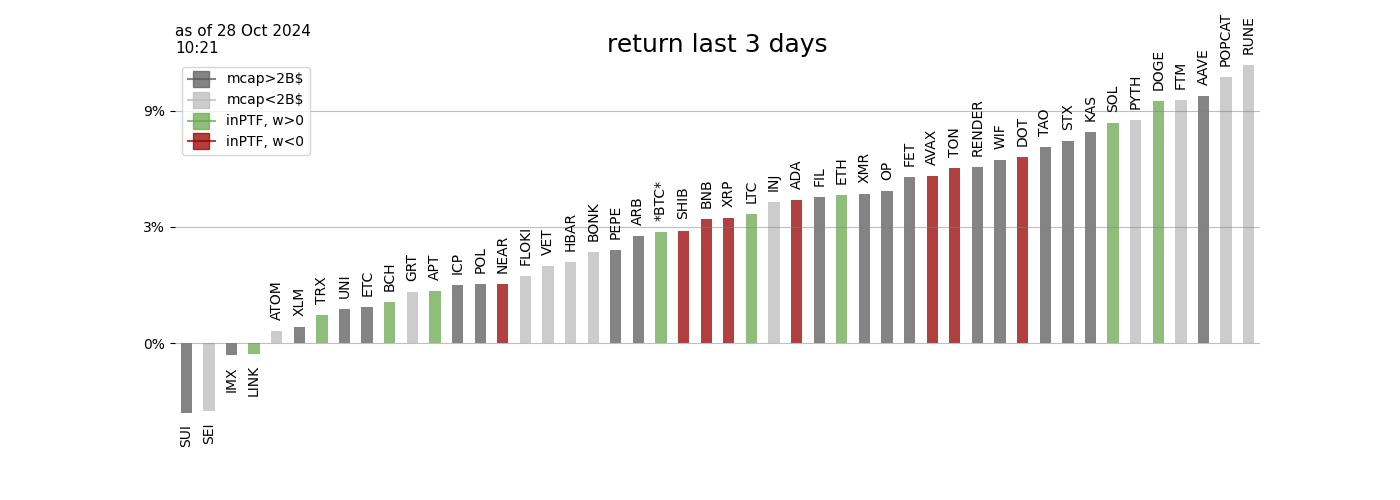 as of 28 Oct 2024
10:21
return last 3 days
mcap>2B$
mcap<2B$
inPTF, w>0
inPTF, w<0
9%
3%
0%
SUI
SEI
IMX
LINK
ATOM
XLM
TRX
UNI
ETC
BCH
GRT
APT
ICP
POL
NEAR
FLOKI
VET
HBAR
BONK
PEPE
ARB
*BTC*
SHIB
BNB
XRP
LTC
INJ
ADA
FIL
ETH
XMR
OP
FET
AVAX
TON
RENDER
WIF
DOT
TAO
STX
KAS
SOL
PYTH
DOGE
FTM
AAVE
POPCAT
RUNE